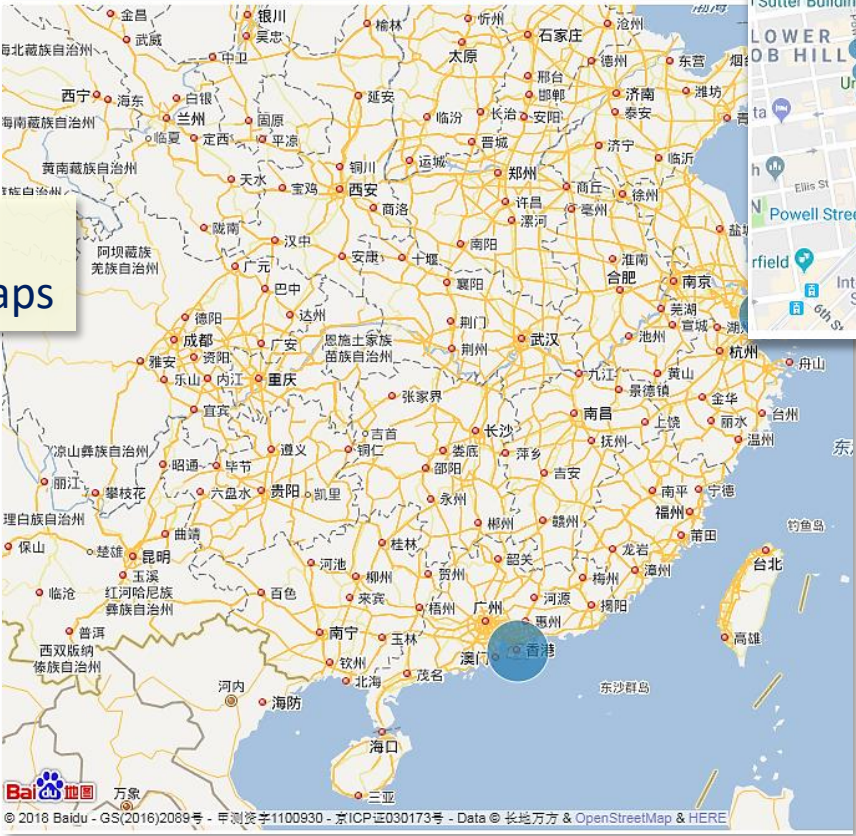 金昌
银川
榆林
忻州
沧州
渤海
Sutter Buildin
武威
吴忠
石家庄
海北藏族自治州
中卫
太原
德州
东营
烟台
LOWER
OB HILL
邢台
西宁
海东
白银
延安
邯郸
济南
潍坊
兰州
固原
临汾
长治
安阳
泰安
海南藏族自治州
临夏
定西
平凉
晋城
济宁
临沂
黄南藏族自治州
铜川
运城
郑州
天水
宝鸡
西安
商丘
徐州
Ellis St
商洛
许昌
亳州
漯河
Powell Stree
陇南
汉中
南阳
盐城
阿坝藏族
羌族自治州
安康
十堰
淮南
合肥
rfield
广元
巴中
襄阳
南京
aps
德阳
达州
荆门
芜湖
宣城
湖州
6th St
成都
广安
恩施土家族
苗族自治州
荆州
武汉
池州
杭州
雅安
资阳
舟山
乐山
内江
重庆
九江
黄山
景德镇
张家界
宜宾
金华
南昌
上饶
丽水
台州
吉首
长沙
抚州
温州
凉山彝族自治州
遵义
铜仁
娄底
萍乡
昭通
毕节
邵阳
吉安
丽江
攀枝花
六盘水
贵阳
凯里
永州
南平
宁德
理白族自治州
郴州
赣州
福州
钓鱼岛
曲靖
桂林
莆田
保山
楚雄
昆明
韶关
龙岩
河池
台北
玉溪
柳州
贺州
梅州
漳州
临沧
红河哈尼族
彝族自治州
百色
来宾
梧州
广州
河源
揭阳
惠州
普洱
南宁
玉林
高雄
西双版纳
傣族自治州
澳门
香港
钦州
茂名
河内
北海
东沙群岛
海防
海口
Bai du 地图
万象
三亚
© 2018 Baidu - GS(2016)2089号 - 甲测资字1100930 - 京ICP证030173号 - Data © 长地万方 & OpenStreetMap & HERE